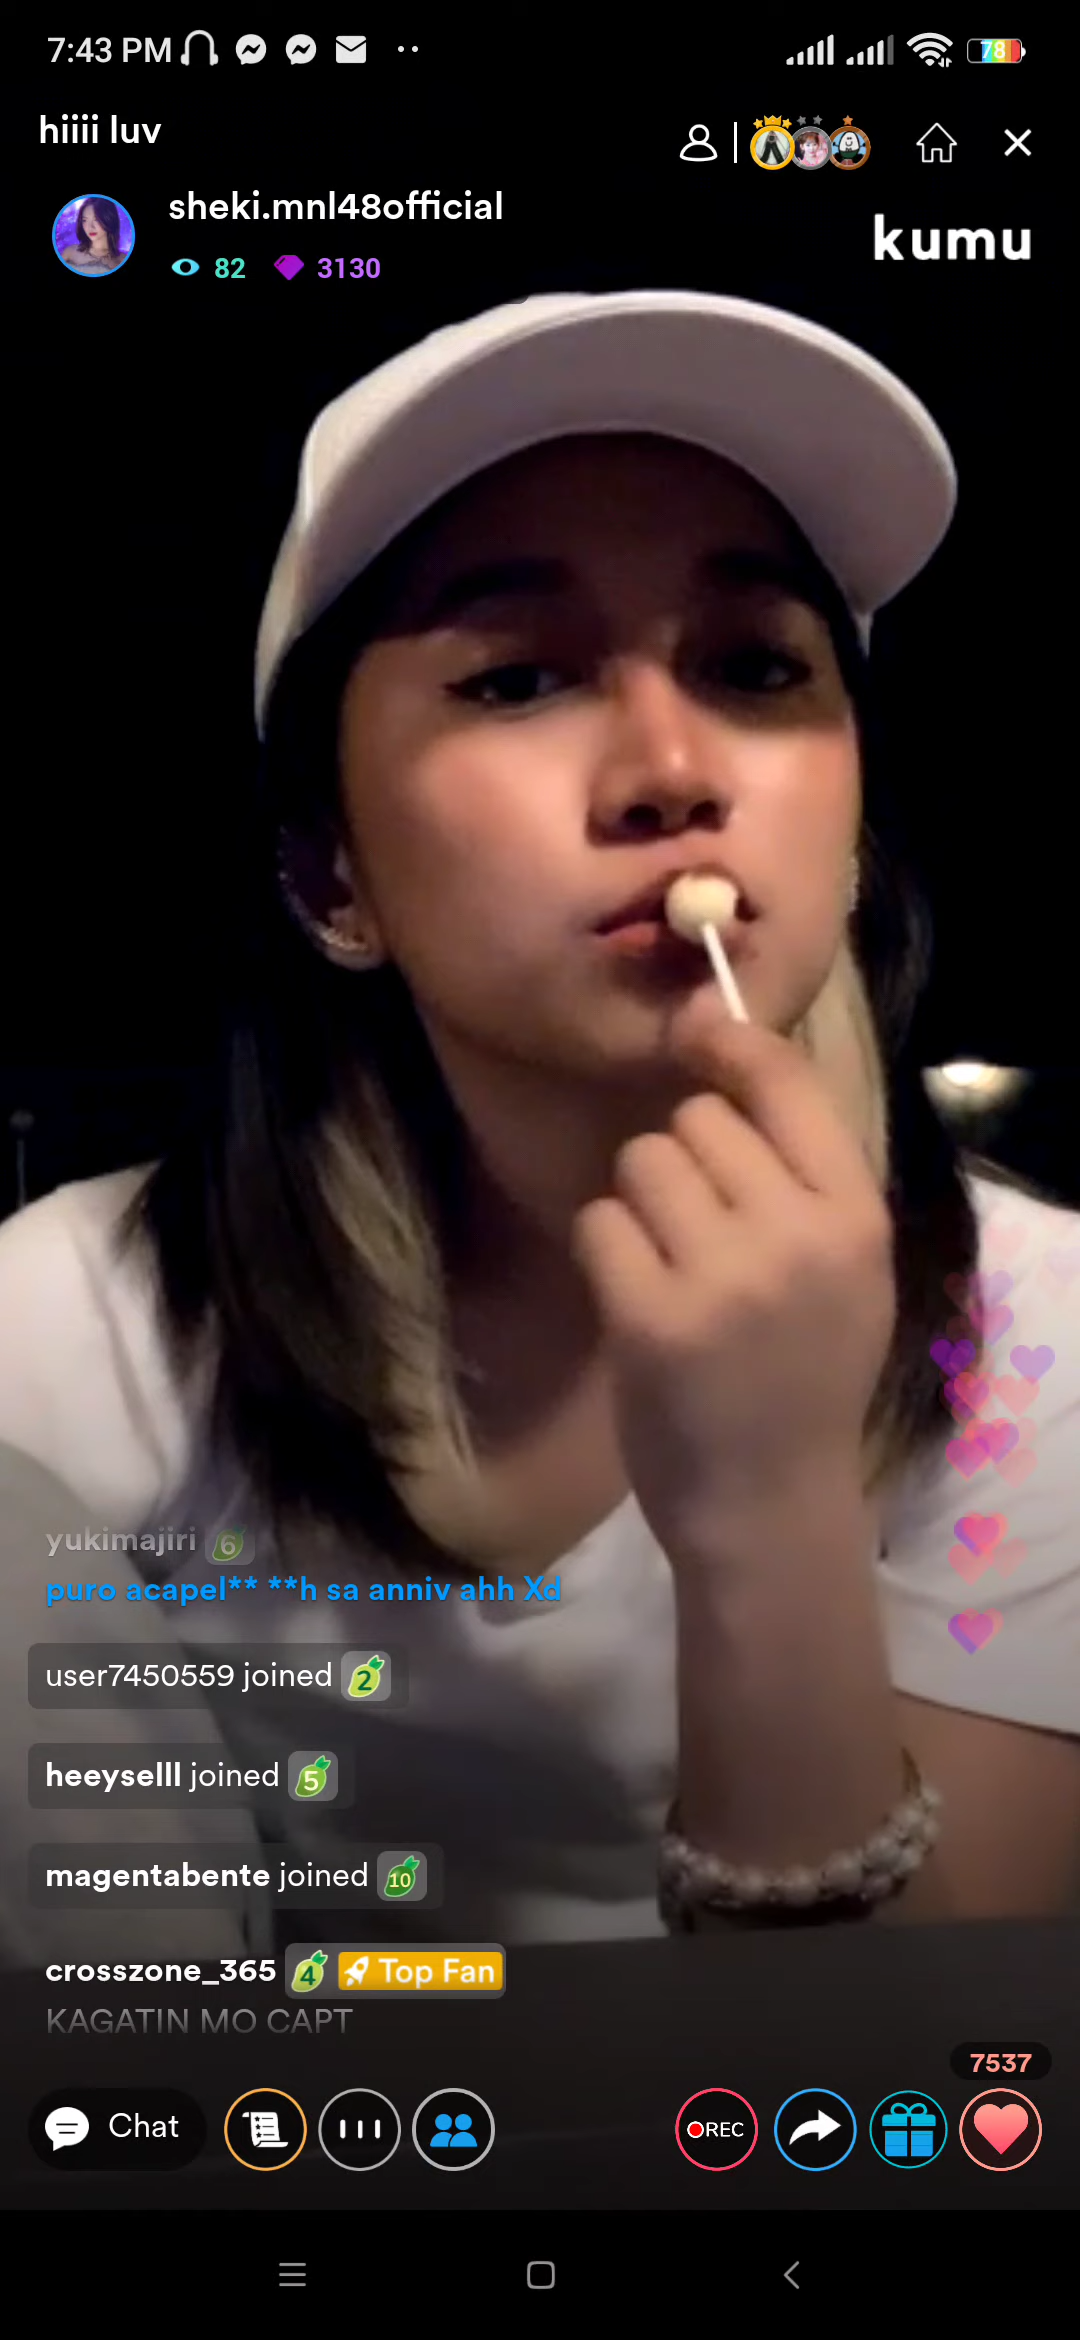 7:43 PM
78
hiiii luv
sheki.mnl48official
82 3130
kumu
yukimajiri 6
puro acapel** **h sa anniv ahh Xd
user7450559 joined 2
heeyselll joined 5
magentabente joined 10
crosszone_365 4 Top Fan
KAGATIN MO CAPT
7537
Chat
REC